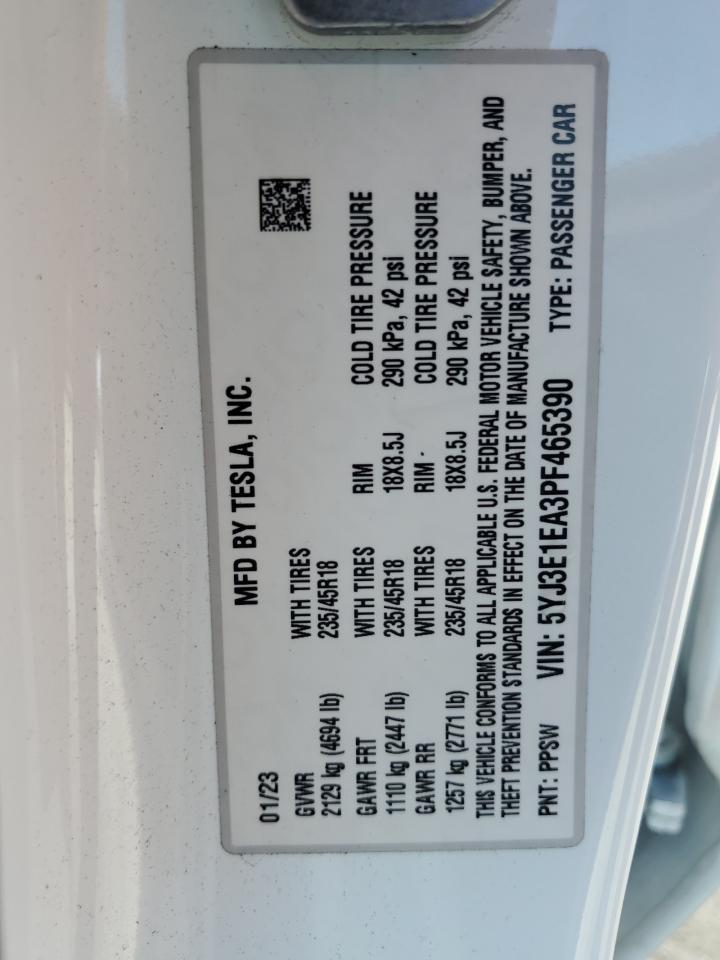 MFD BY TESLA, INC.
01/23
GVWR WITH TIRES
2129 kg (4694 lb) 235/45R18
GAWR FRT WITH TIRES RIM COLD TIRE PRESSURE
1110 kg (2447 lb) 235/45R18 18X8.5J 290 kPa, 42 psi
GAWR RR WITH TIRES RIM COLD TIRE PRESSURE
1257 kg (2771 lb) 235/45R18 18X8.5J 290 kPa, 42 psi
THIS VEHICLE CONFORMS TO ALL APPLICABLE U.S. FEDERAL MOTOR VEHICLE SAFETY, BUMPER, AND
THEFT PREVENTION STANDARDS IN EFFECT ON THE DATE OF MANUFACTURE SHOWN ABOVE.
PNT: PPSW VIN: 5YJ3E1EA3PF465390 TYPE: PASSENGER CAR